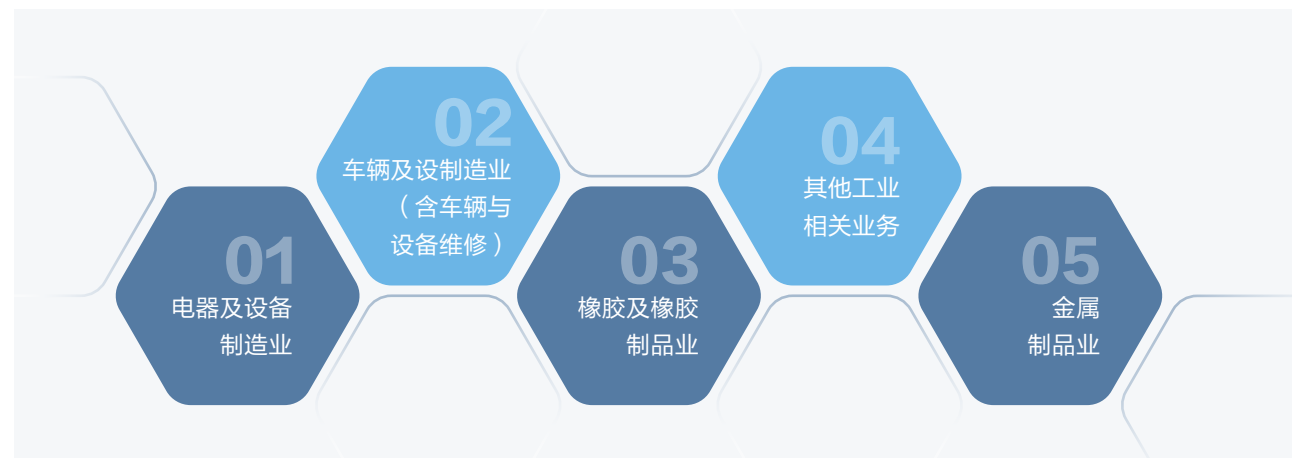 01
电器及设备
制造业
02
车辆及设制造业
（含车辆与
设备维修）
03
橡胶及橡胶
制品业
04
其他工业
相关业务
05
金属
制品业